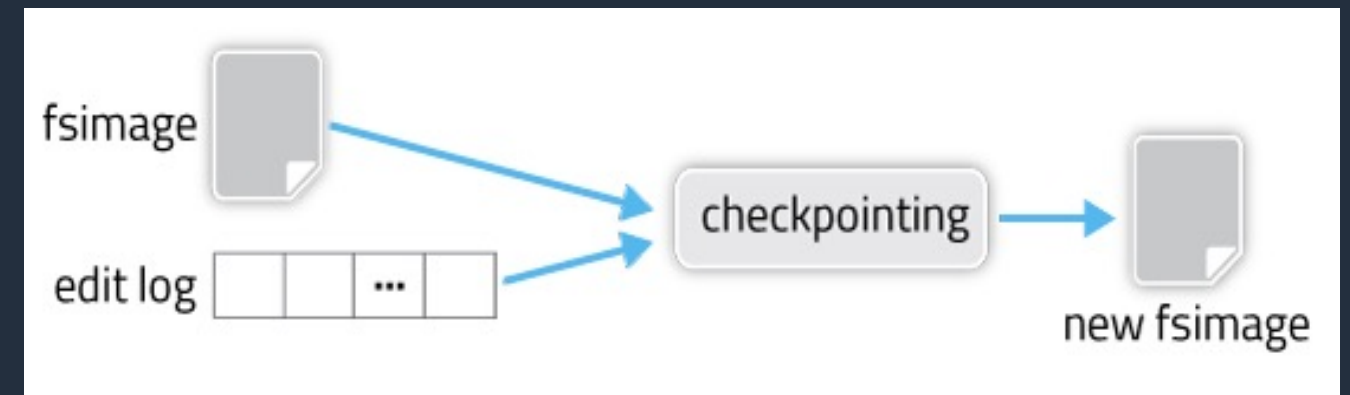 fsimage
edit log
...
checkpointing
new fsimage